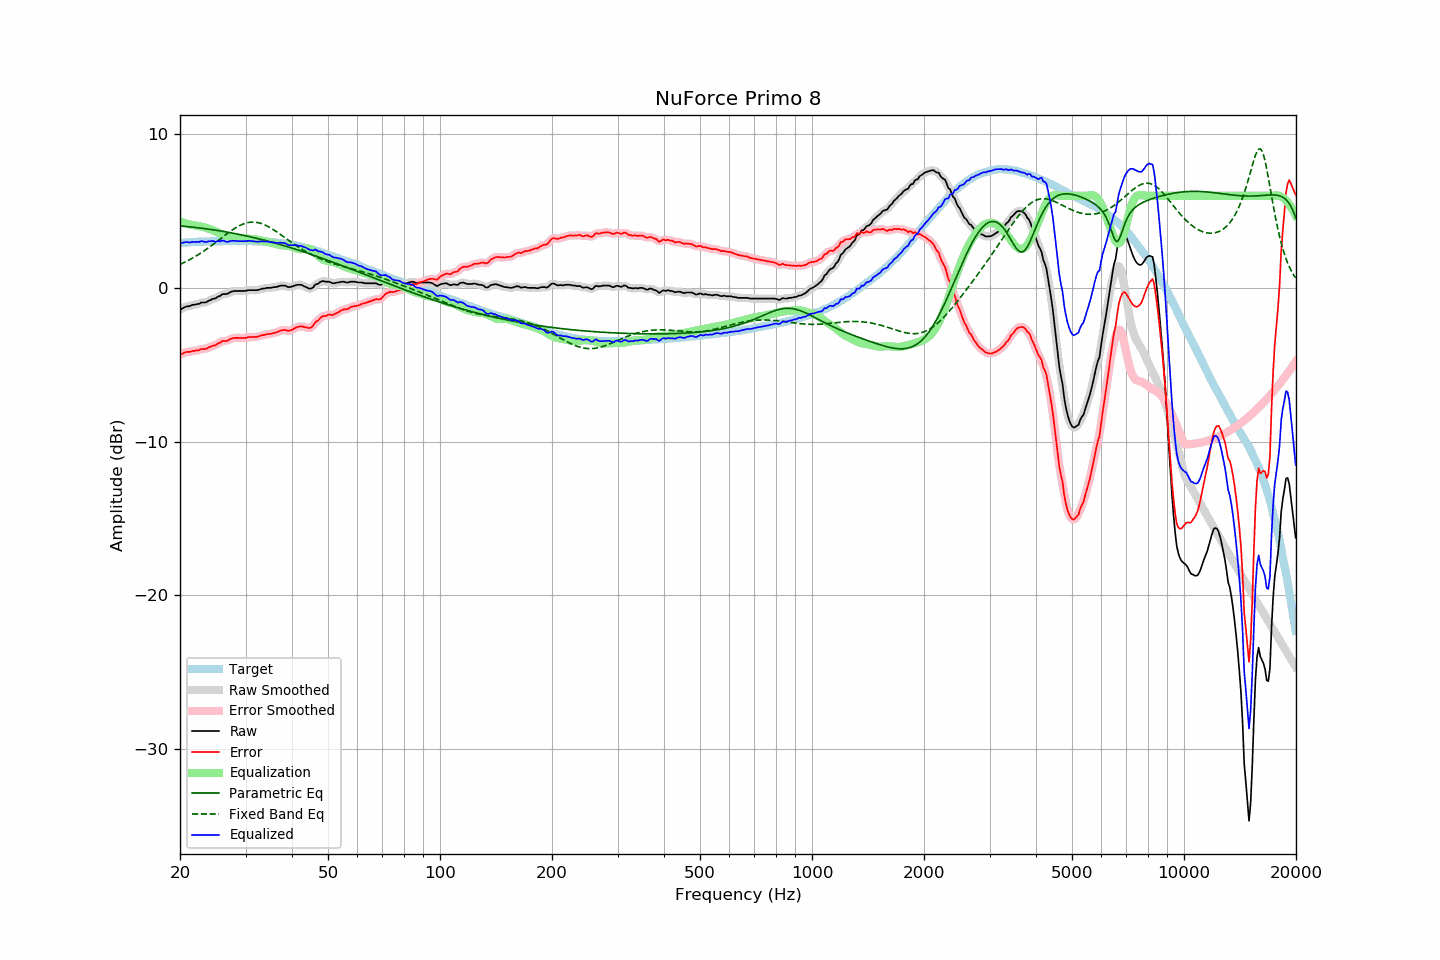 NuForce Primo 8
Amplitude (dBr)
10
0
−10
−20
−30
Target
Raw Smoothed
Error Smoothed
Raw
Error
Equalization
Parametric Eq
Fixed Band Eq
Equalized
20 50 100 200 500 1000 2000 5000 10000 20000
Frequency (Hz)